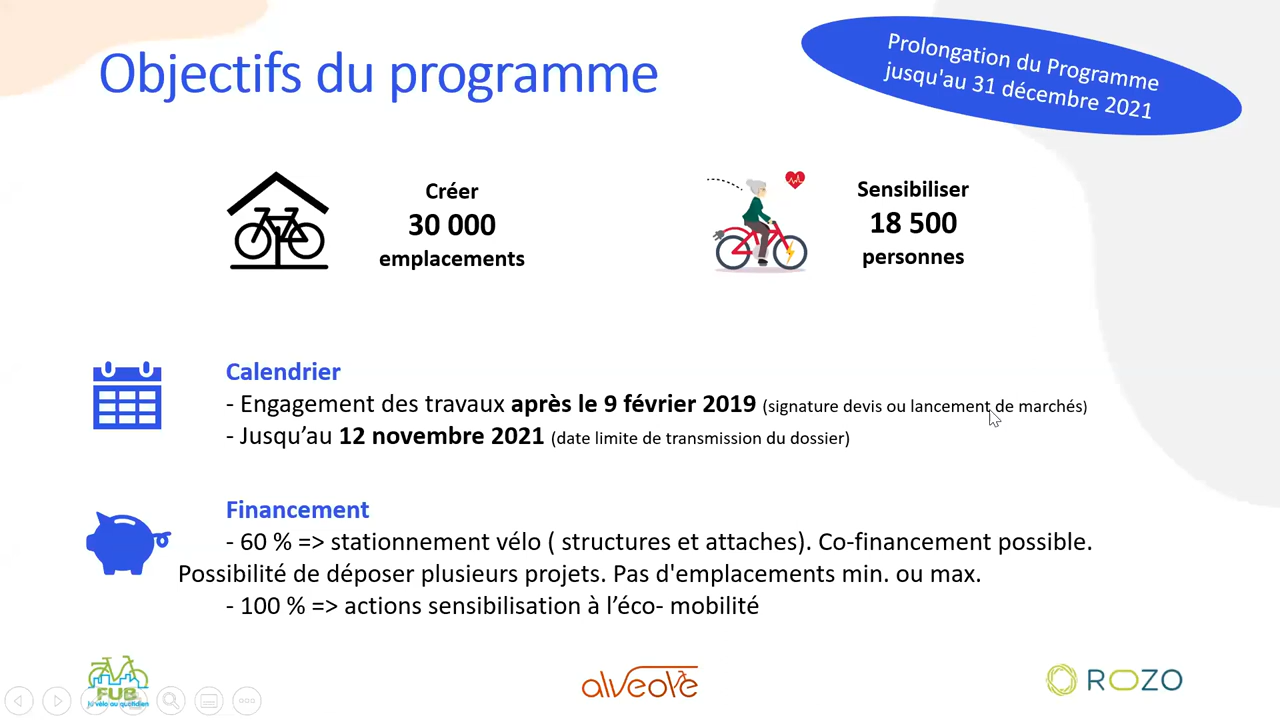 Objectifs du programme
Prolongation du Programme
jusqu'au 31 décembre 2021
Créer
30 000
emplacements
Sensibiliser
18 500
personnes
Calendrier
- Engagement des travaux après le 9 février 2019 (signature devis ou lancement de marchés)
- Jusqu’au 12 novembre 2021 (date limite de transmission du dossier)
Financement
- 60 % => stationnement vélo ( structures et attaches). Co-financement possible.
Possibilité de déposer plusieurs projets. Pas d'emplacements min. ou max.
- 100 % => actions sensibilisation à l’éco- mobilité
FUB
vélo au quotidien
alveole
ROZO